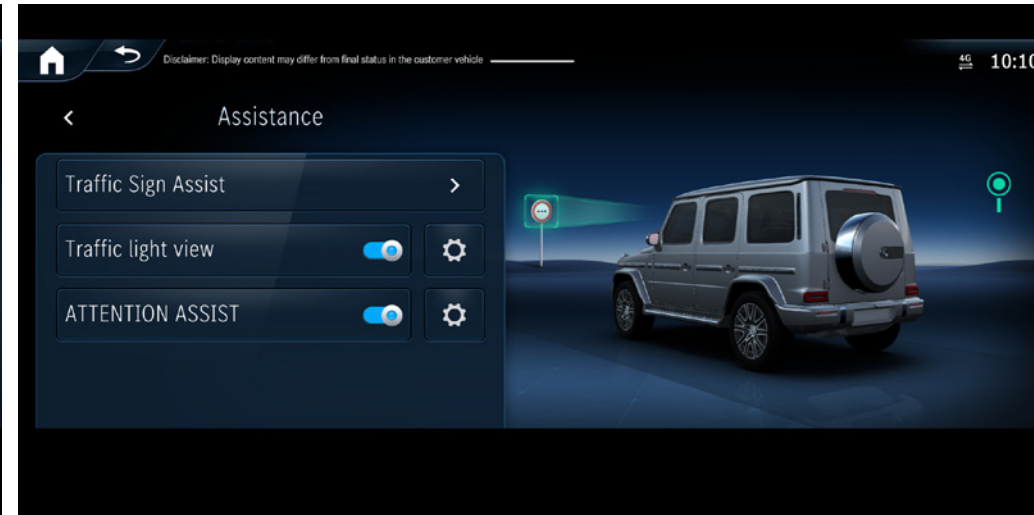 Disclaimer: Display content may differ from final status in the customer vehicle
4G
10:10
Assistance
Traffic Sign Assist
Traffic light view
ATTENTION ASSIST